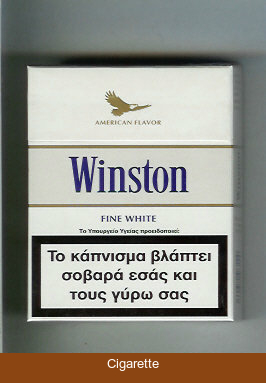 AMERICAN FLAVOR
Winston
FINE WHITE
Το Υπουργείο Υγείας προειδοποιεί:
Το κάπνισμα βλάπτει
σοβαρά εσάς και
τους γύρω σας
Cigarette